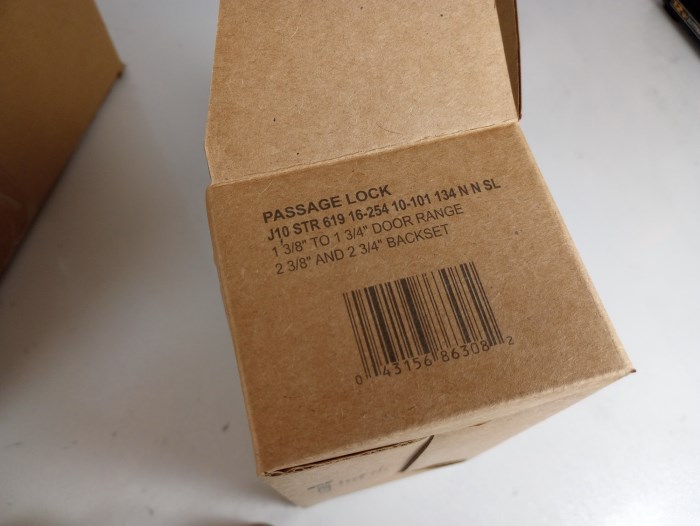 PASSAGE LOCK
J10 STR 619 16-254 10-101 134 N N SL
1 3/8" TO 1 3/4" DOOR RANGE
2 3/8" AND 2 3/4" BACKSET
0 43156 86308 2